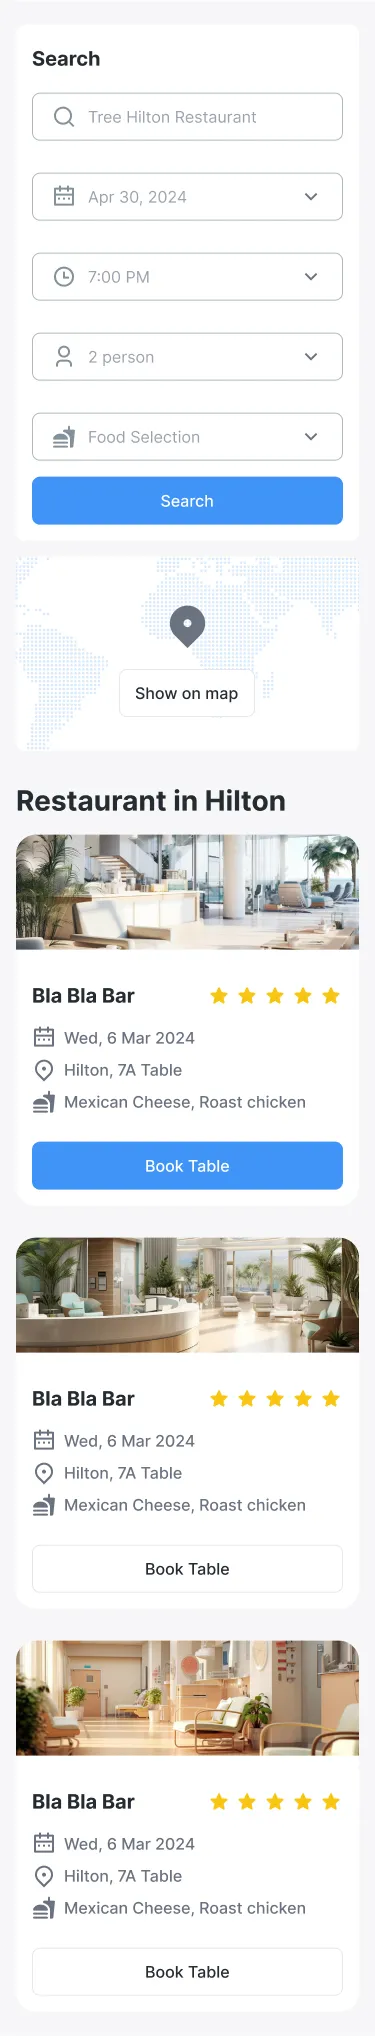 Search
Tree Hilton Restaurant
Apr 30, 2024
7:00 PM
2 person
Food Selection
Search
Show on map
Restaurant in Hilton
Bla Bla Bar
Wed, 6 Mar 2024
Hilton, 7A Table
Mexican Cheese, Roast chicken
Book Table
Bla Bla Bar
Wed, 6 Mar 2024
Hilton, 7A Table
Mexican Cheese, Roast chicken
Book Table
Bla Bla Bar
Wed, 6 Mar 2024
Hilton, 7A Table
Mexican Cheese, Roast chicken
Book Table